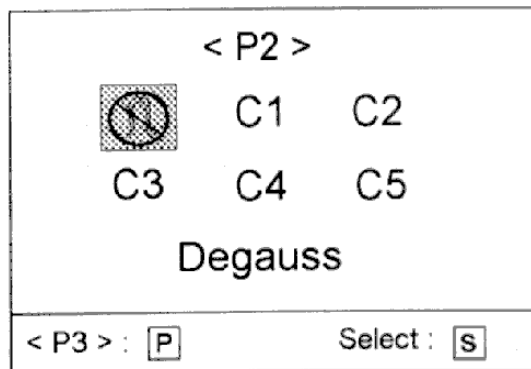 < P2 >
C1 C2
C3 C4 C5
Degauss
< P3 > : P Select : S